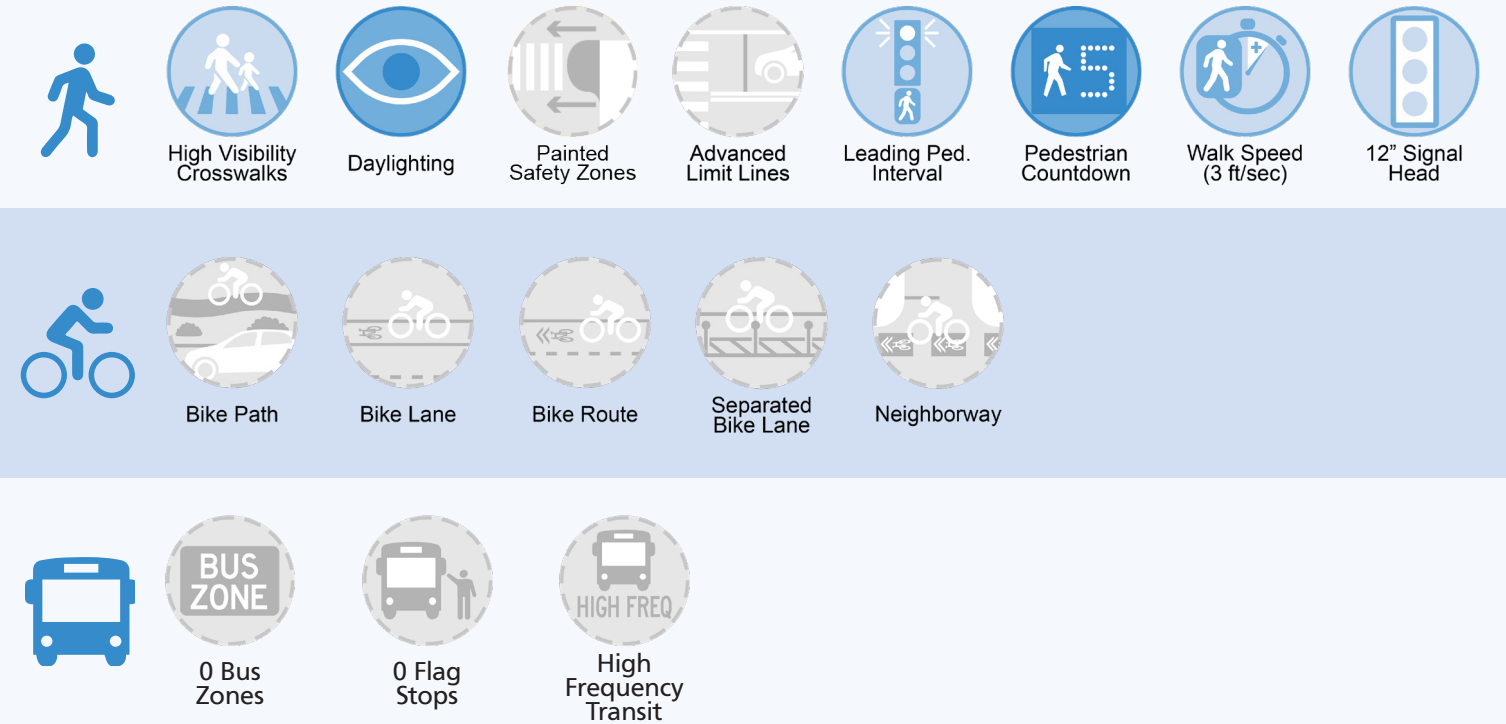 High Visibility
Crosswalks
Daylighting
Painted
Safety Zones
Advanced
Limit Lines
Leading Ped.
Interval
5
Pedestrian
Countdown
Walk Speed
(3 ft/sec)
12” Signal
Head
Bike Path
Bike Lane
Bike Route
Separated
Bike Lane
Neighborway
BUS
ZONE
0 Bus
Zones
0 Flag
Stops
HIGH FREQ
High
Frequency
Transit